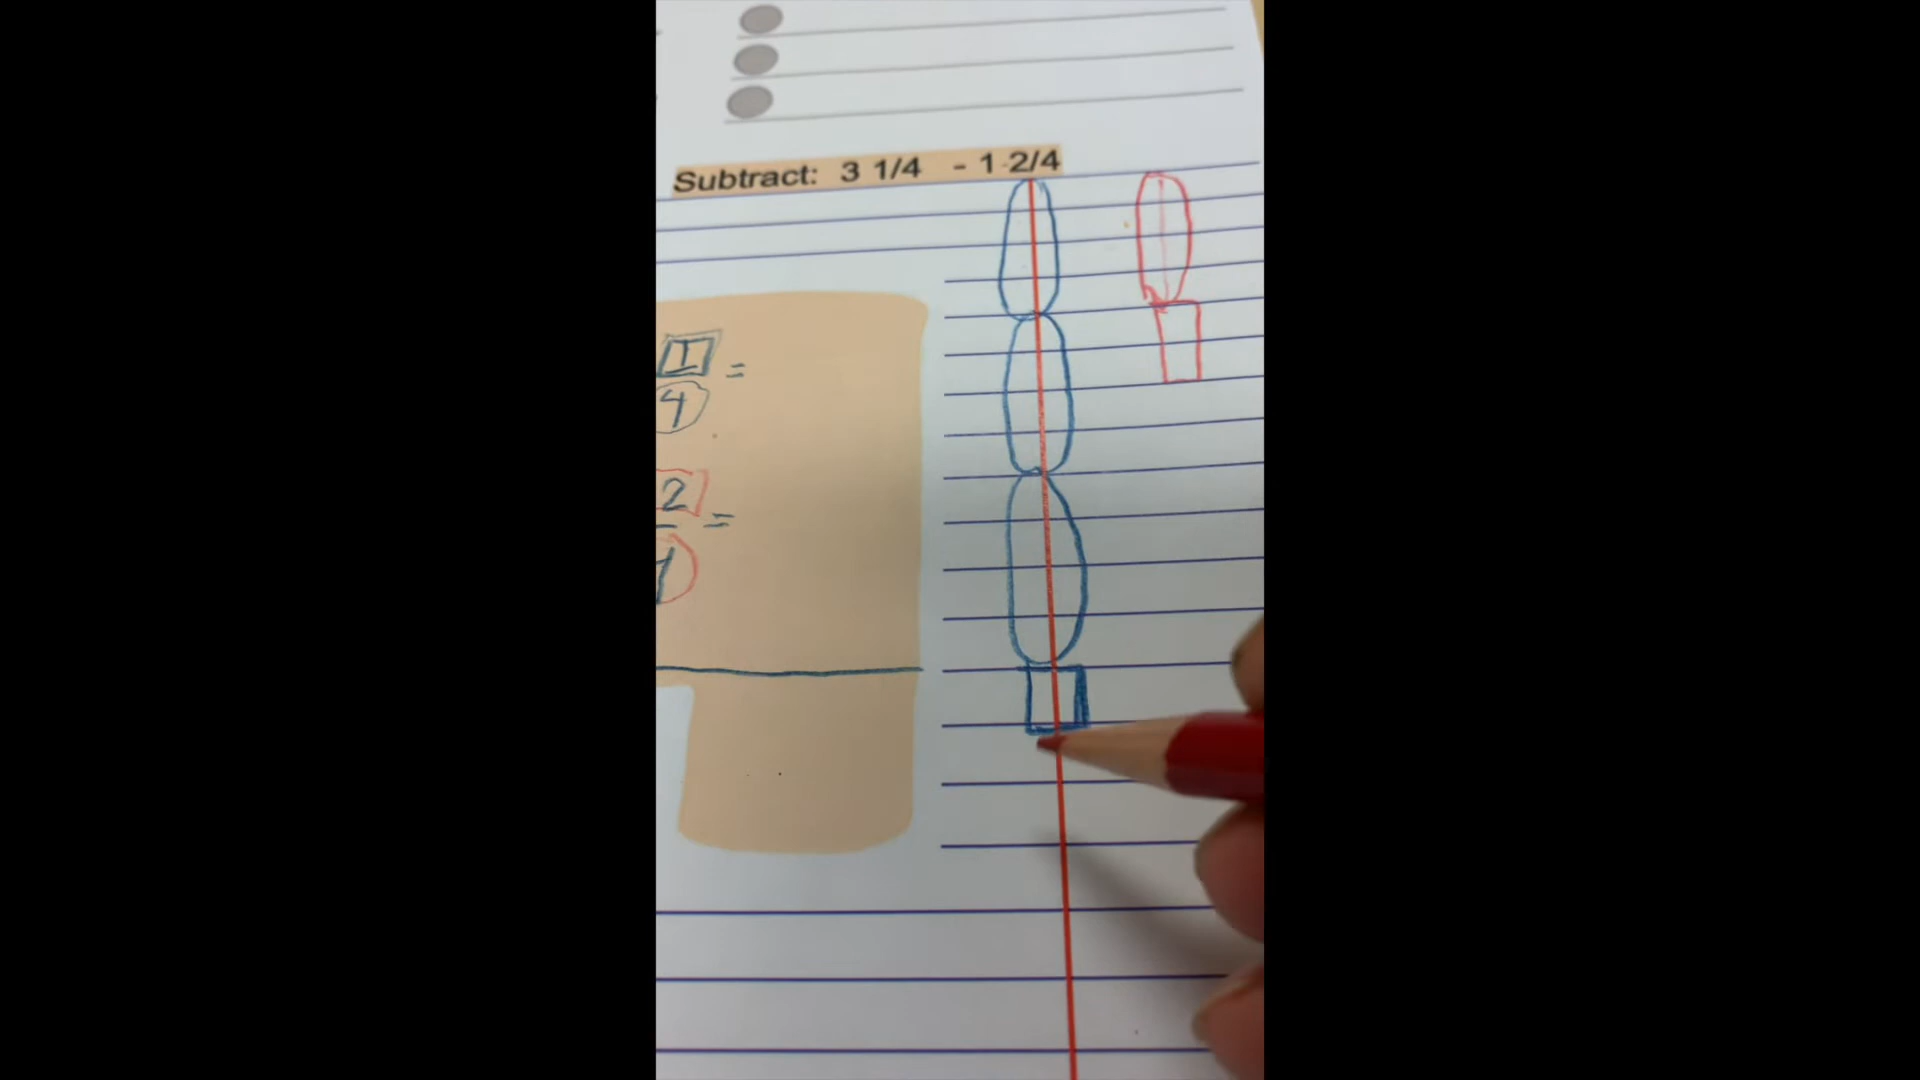 Subtract: 3 1/4 - 1 2/4
1 =
4
2 =